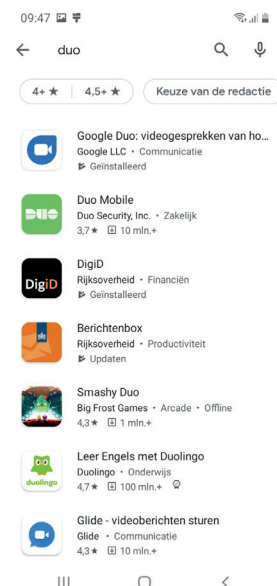 09:47
duo
4+ ★
4,5+ ★
Keuze van de redactie
Google Duo: videogesprekken van ho...
Google LLC • Communicatie
Geïnstalleerd
DUO
Duo Mobile
Duo Security, Inc. • Zakelijk
3,7 ★ 10 mln.+
DigiD
DigiD
Rijksoverheid • Financiën
Geïnstalleerd
Berichtenbox
Rijksoverheid • Productiviteit
Updaten
Smashy Duo
Big Frost Games • Arcade • Offline
4,3 ★ 1 mln.+
duolingo
Leer Engels met Duolingo
Duolingo • Onderwijs
4,7 ★ 100 mln.+
Glide - videoberichten sturen
Glide • Communicatie
4,3 ★ 10 mln.+